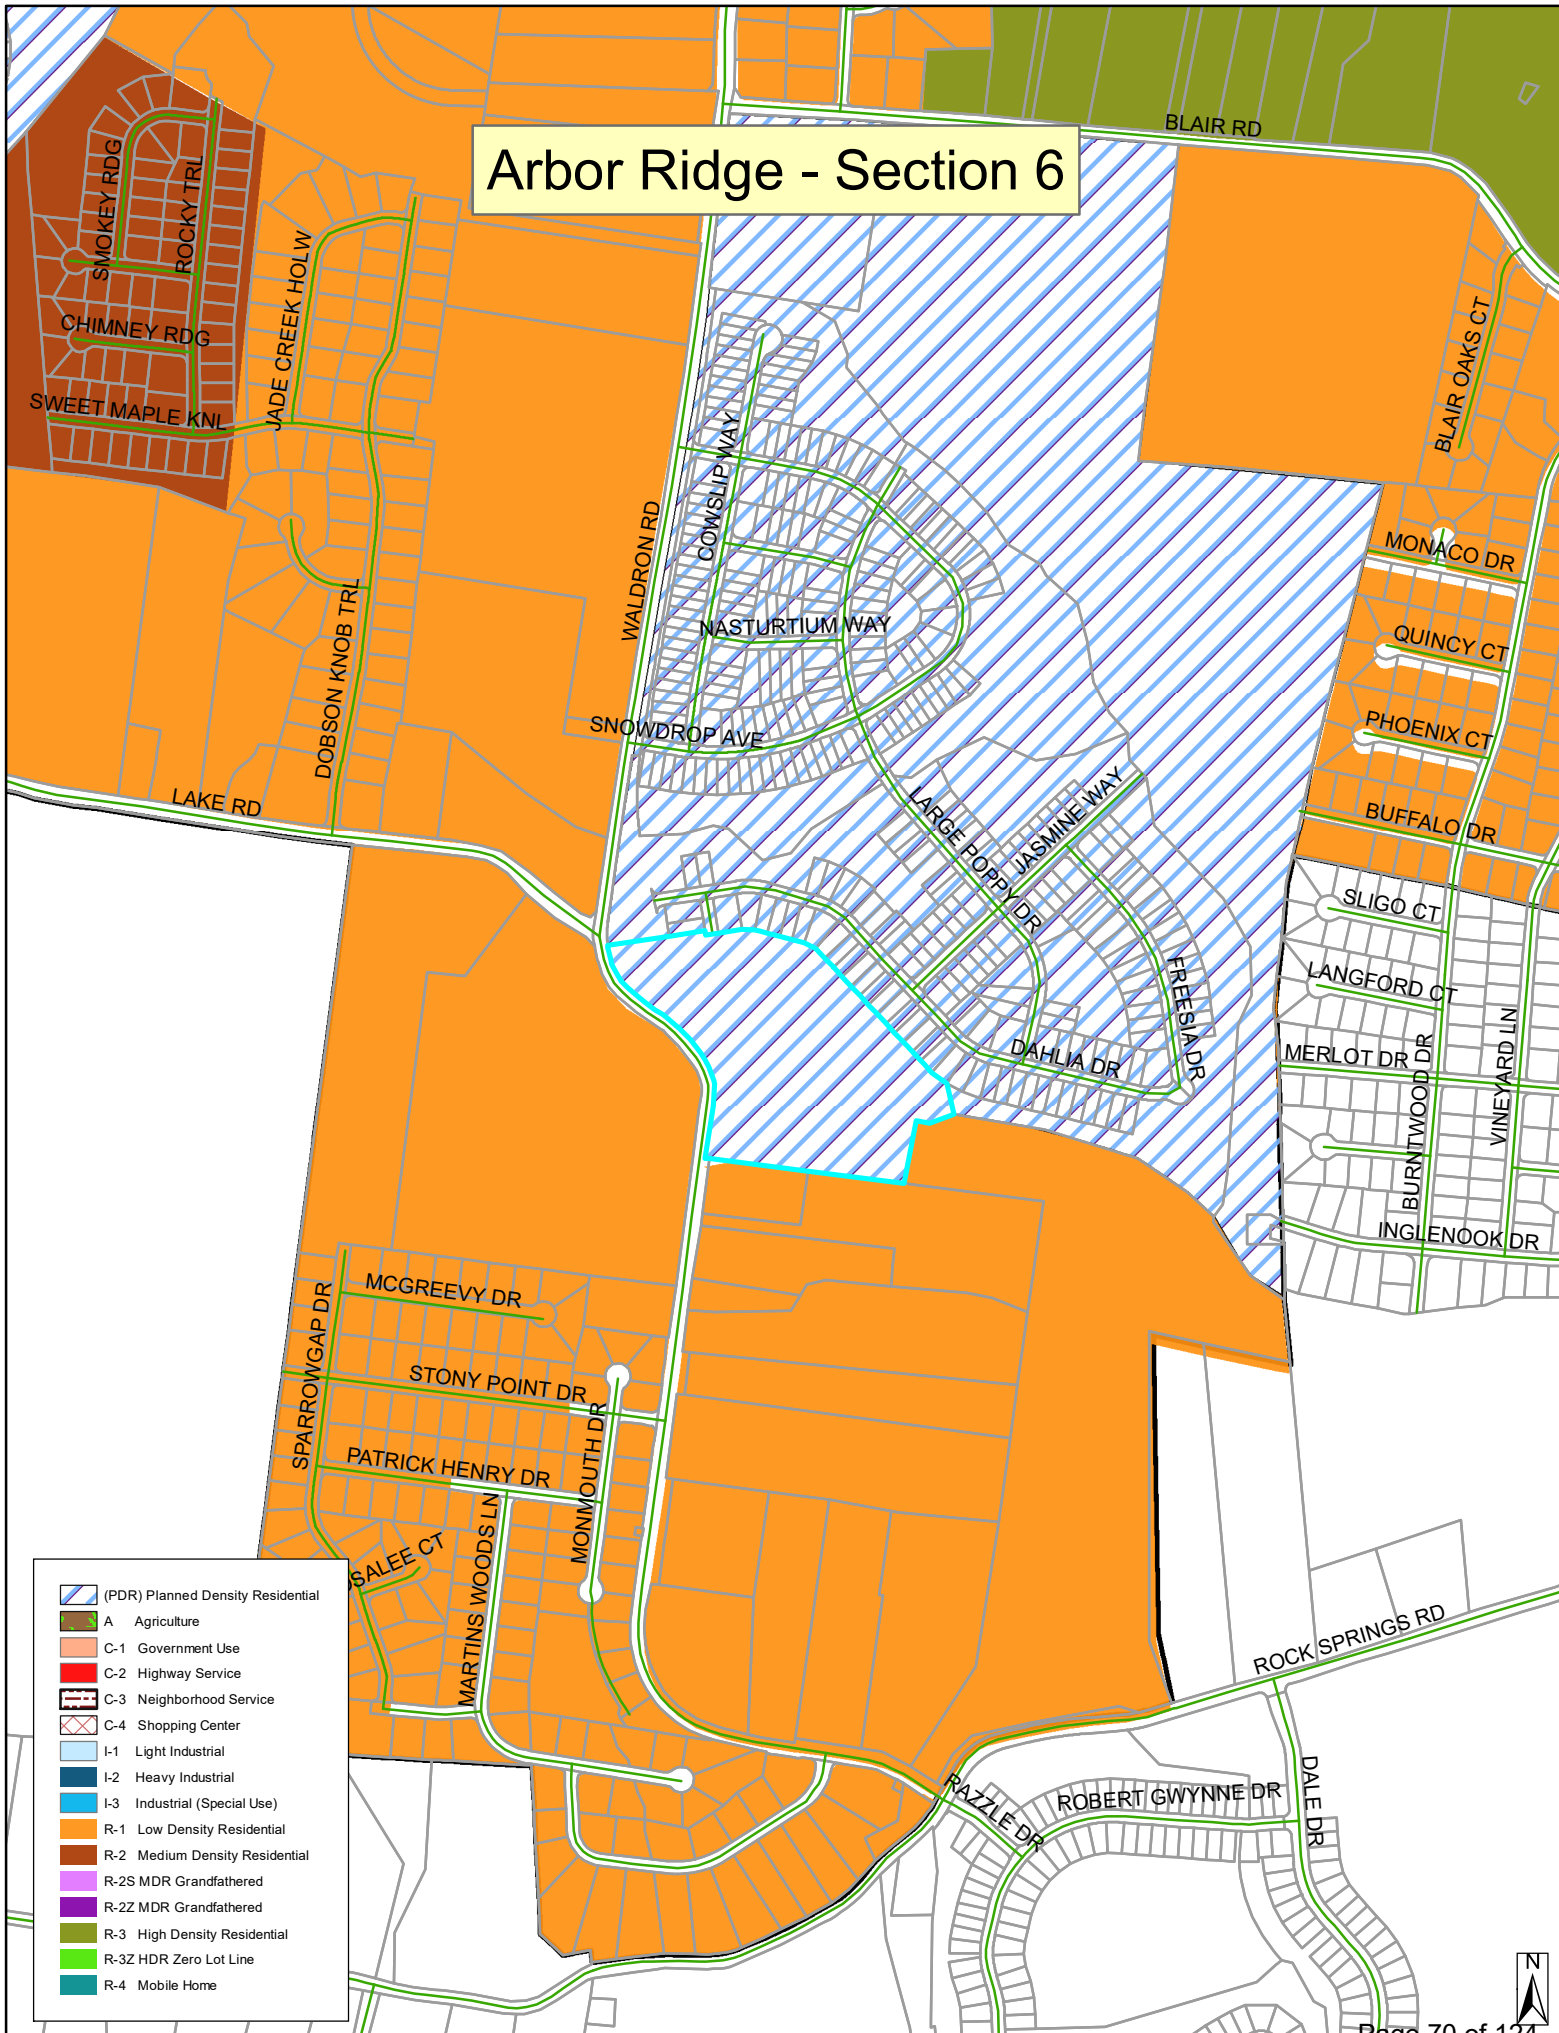 BLAIR RD
Arbor Ridge - Section 6
SMOKEY RDG
ROCKY TRL
JADE CREEK HOLW
CHIMNEY RDG
SWEET MAPLE KNL
BLAIR OAKS CT
COWSLIP WAY
WALDRON RD
MONACO DR
NASTURTIUM WAY
QUINCY CT
DOBSON KNOB TRL
SNOWDROP AVE
PHOENIX CT
LAKE RD
LARGE POPPY DR
JASMINE WAY
BUFFALO DR
SLIGO CT
FREESIA DR
LANGFORD CT
DAHLIA DR
MERLOT DR
BURNTWOOD DR
VINEYARD LN
INGLENOOK DR
MCGREEVY DR
SPARROWGAP DR
STONY POINT DR
MONMOUTH DR
PATRICK HENRY DR
MARTINS WOODS LN
OSALEE CT
ROCK SPRINGS RD
RAZZLE DR
ROBERT GWYNNE DR
DALE DR
(PDR) Planned Density Residential
A Agriculture
C-1 Government Use
C-2 Highway Service
C-3 Neighborhood Service
C-4 Shopping Center
I-1 Light Industrial
I-2 Heavy Industrial
I-3 Industrial (Special Use)
R-1 Low Density Residential
R-2 Medium Density Residential
R-2S MDR Grandfathered
R-2Z MDR Grandfathered
R-3 High Density Residential
R-3Z HDR Zero Lot Line
R-4 Mobile Home
N
Page 70 of 124